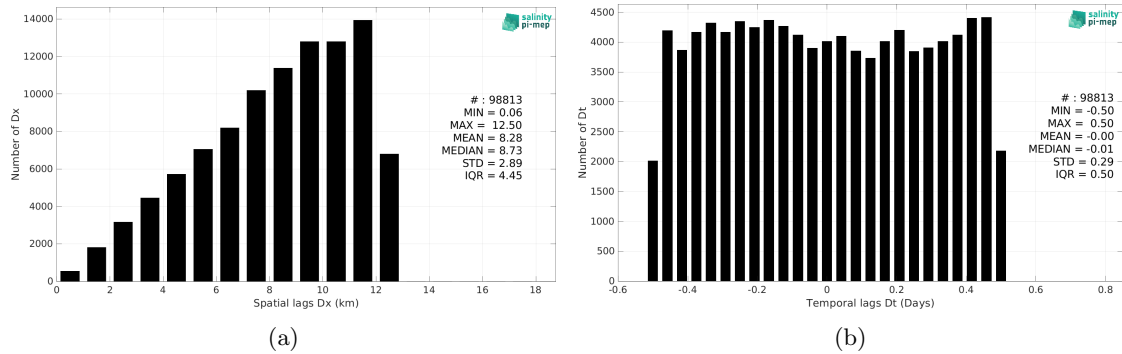 14000
12000
10000
8000
6000
4000
2000
0
Number of Dx
0 2 4 6 8 10 12 14 16 18
Spatial lags Dx (km)
salinity
pi-mep
# : 98813
MIN = 0.06
MAX = 12.50
MEAN = 8.28
MEDIAN = 8.73
STD = 2.89
IQR = 4.45
(a)
4500
4000
3500
3000
2500
2000
1500
1000
500
0
Number of Dt
-0.6 -0.4 -0.2 0 0.2 0.4 0.6 0.8
Temporal lags Dt (Days)
salinity
pi-mep
# : 98813
MIN = -0.50
MAX = 0.50
MEAN = -0.00
MEDIAN = -0.01
STD = 0.29
IQR = 0.50
(b)